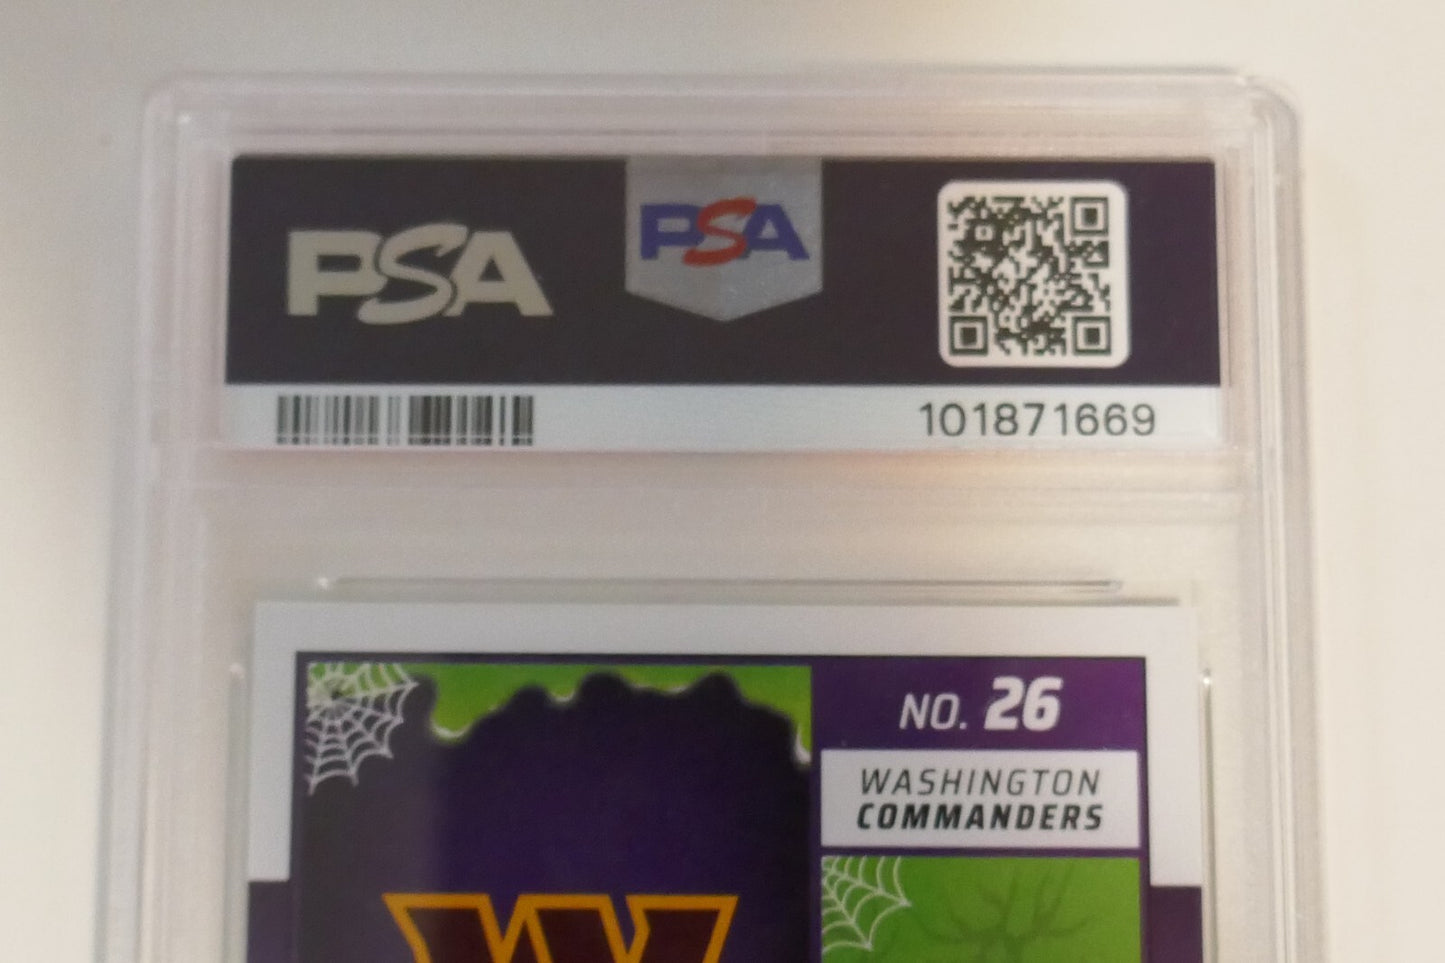 PSA
PSA
101871669
NO. 26
WASHINGTON
COMMANDERS
W